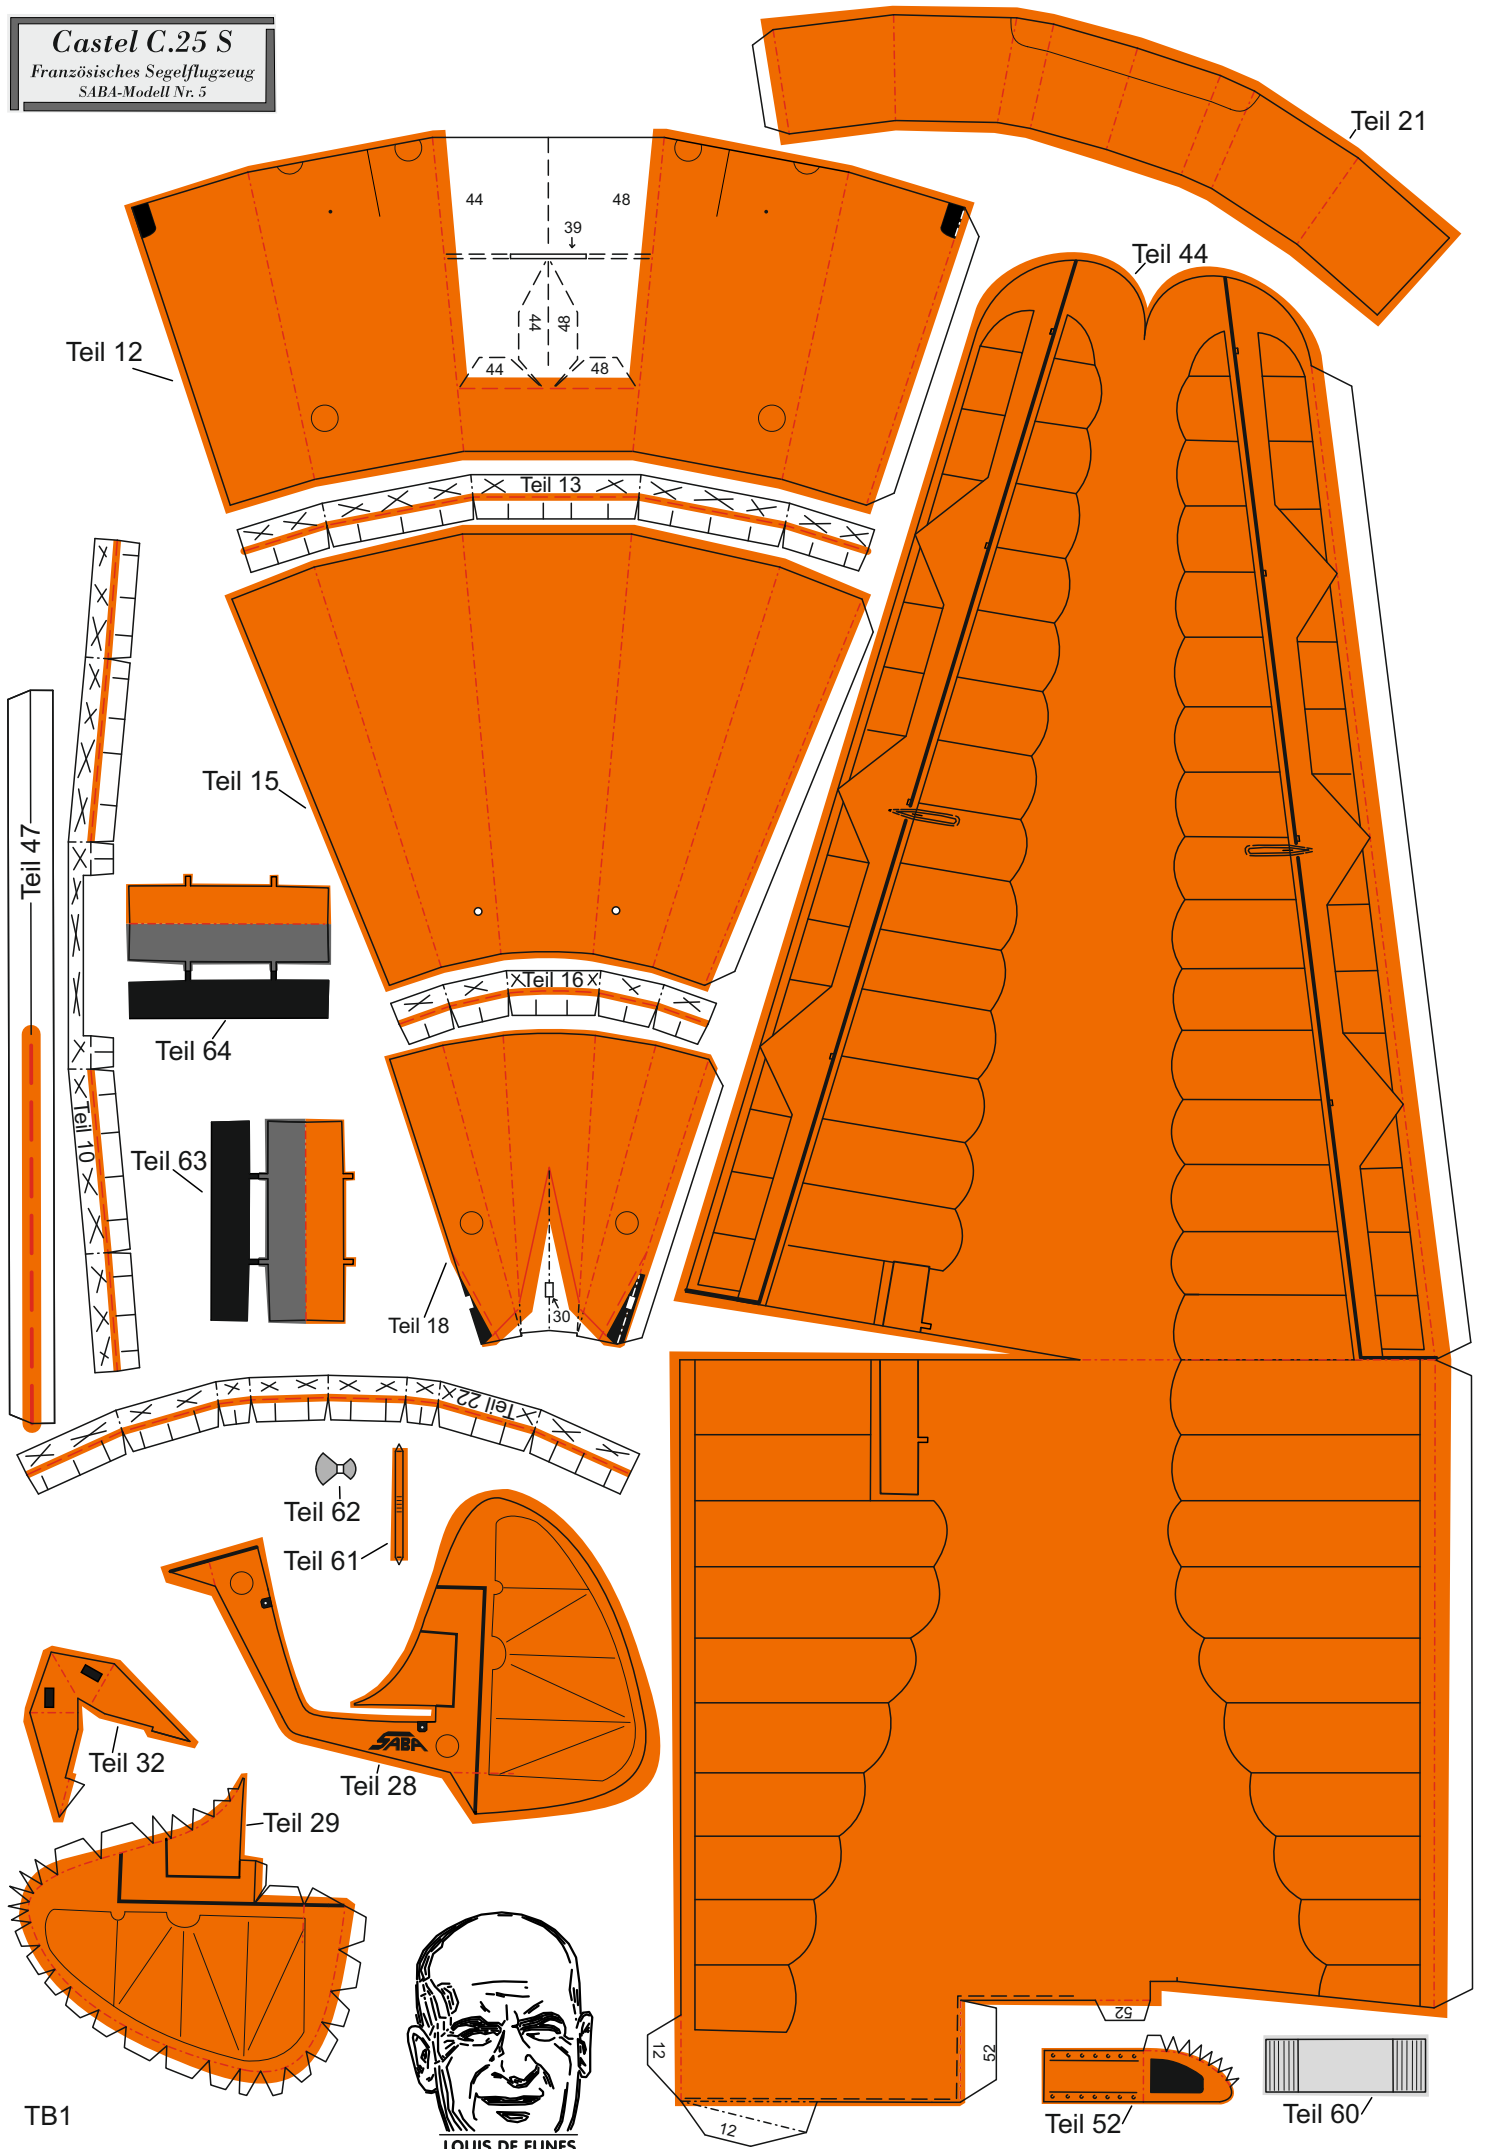 Castel C.25 S
Französisches Segelflugzeug
SABA-Modell Nr. 5
Teil 21
44
48
39
44
48
44
48
Teil 12
Teil 44
Teil 13
Teil 15
Teil 47
Teil 16
Teil 64
Teil 10
Teil 63
30
Teil 18
Teil 22
Teil 62
Teil 61
SABA
Teil 32
Teil 28
Teil 29
52
12
52
12
Teil 52
Teil 60
TB1
LOUIS DE FUNES